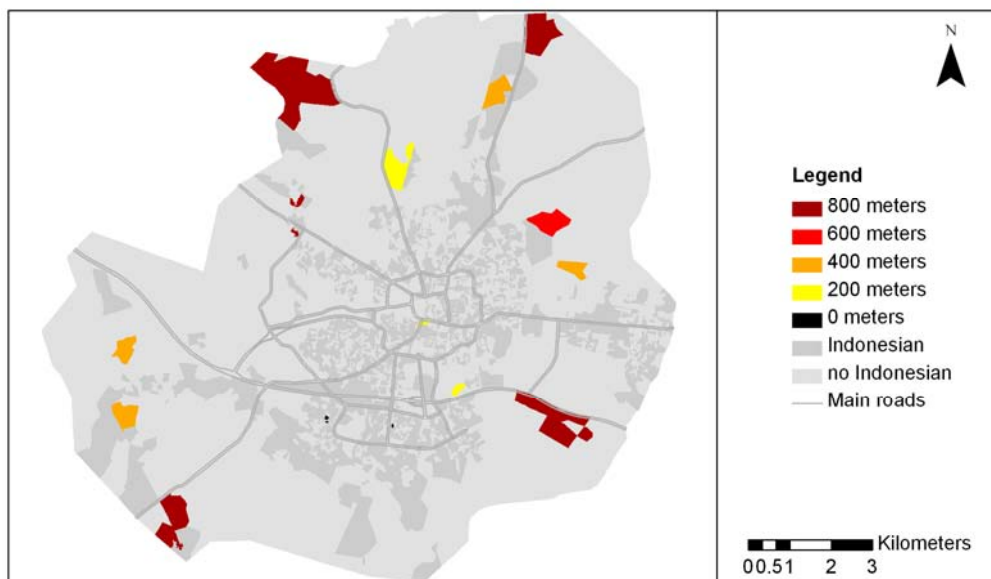 N
Legend
800 meters
600 meters
400 meters
200 meters
0 meters
Indonesian
no Indonesian
Main roads
Kilometers
0 0.5 1 2 3